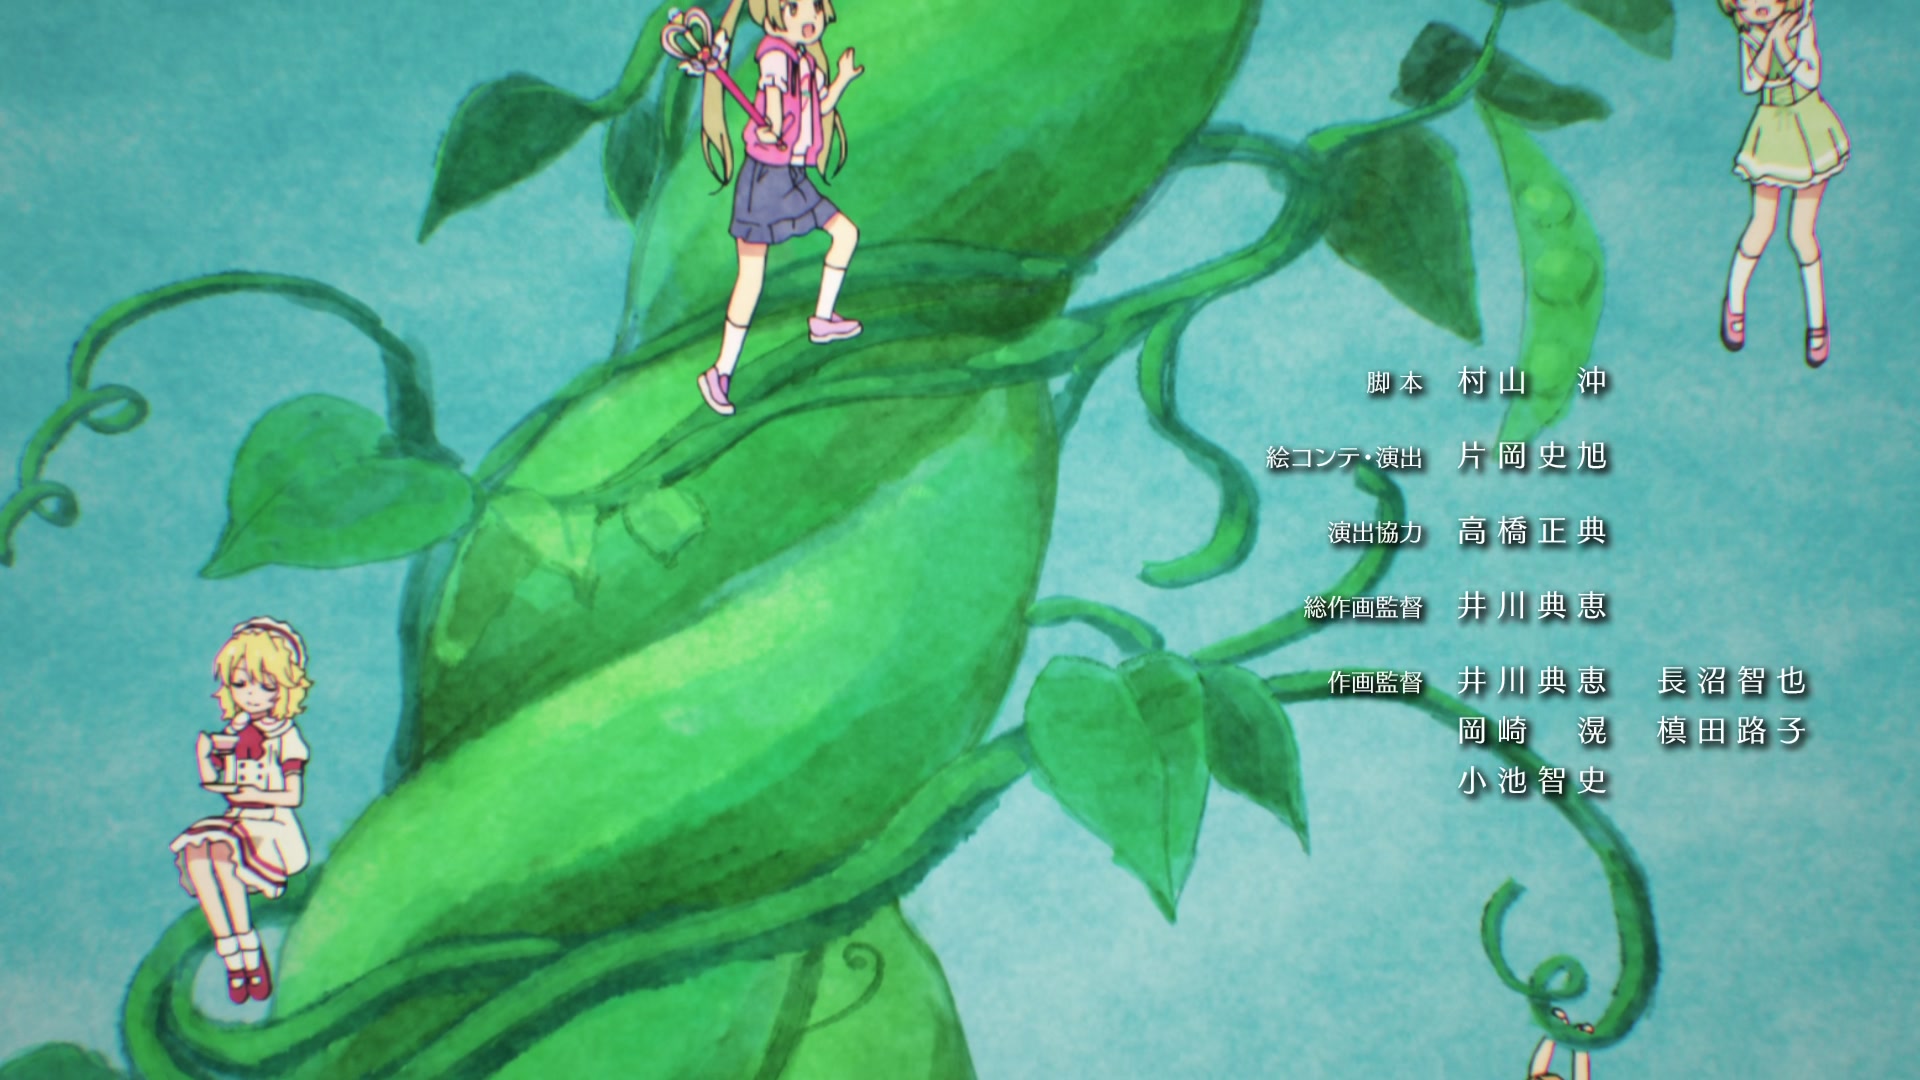 脚本 村山 沖
絵コンテ・演出 片岡史旭
演出協力 高橋正典
総作画監督 井川典恵
作画監督 井川典恵 長沼智也
岡崎 滉 槙田路子
小池智史